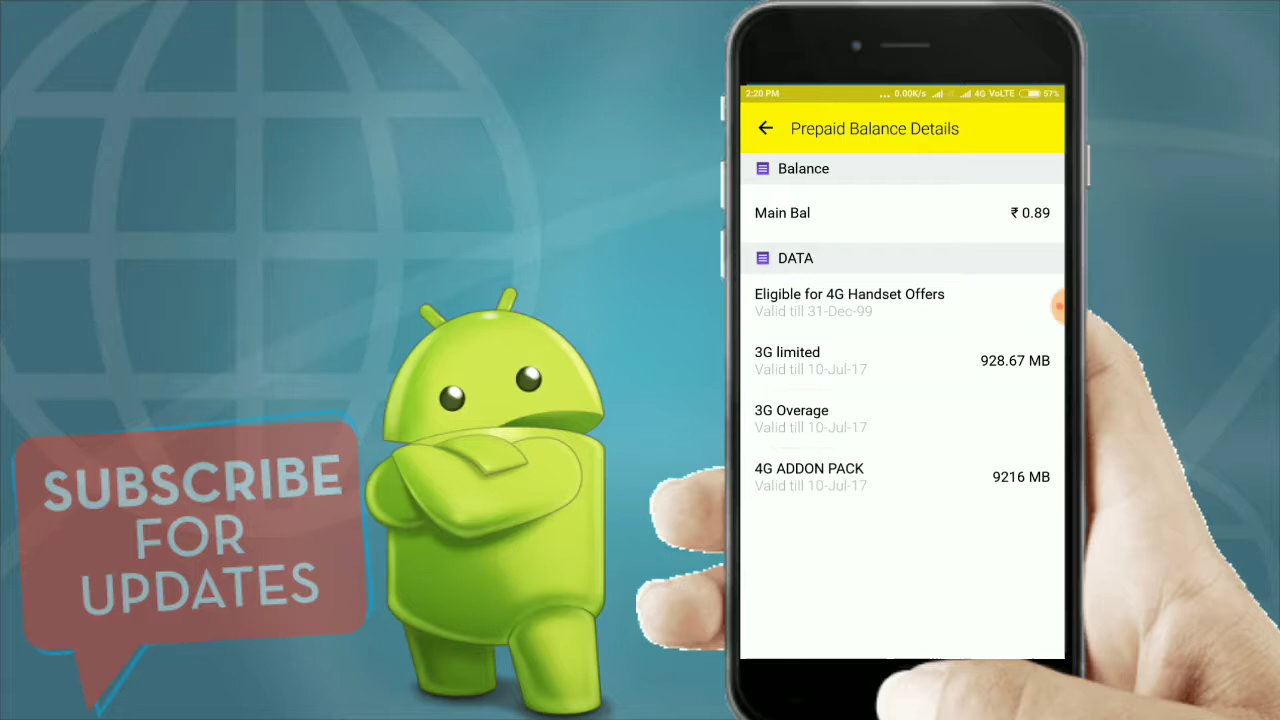 SUBSCRIBE
FOR
UPDATES
2:20 PM ... 0.00K/s 4G VoLTE 57%
Prepaid Balance Details
Balance
Main Bal ₹ 0.89
DATA
Eligible for 4G Handset Offers
Valid till 31-Dec-99
3G limited 928.67 MB
Valid till 10-Jul-17
3G Overage
Valid till 10-Jul-17
4G ADDON PACK 9216 MB
Valid till 10-Jul-17